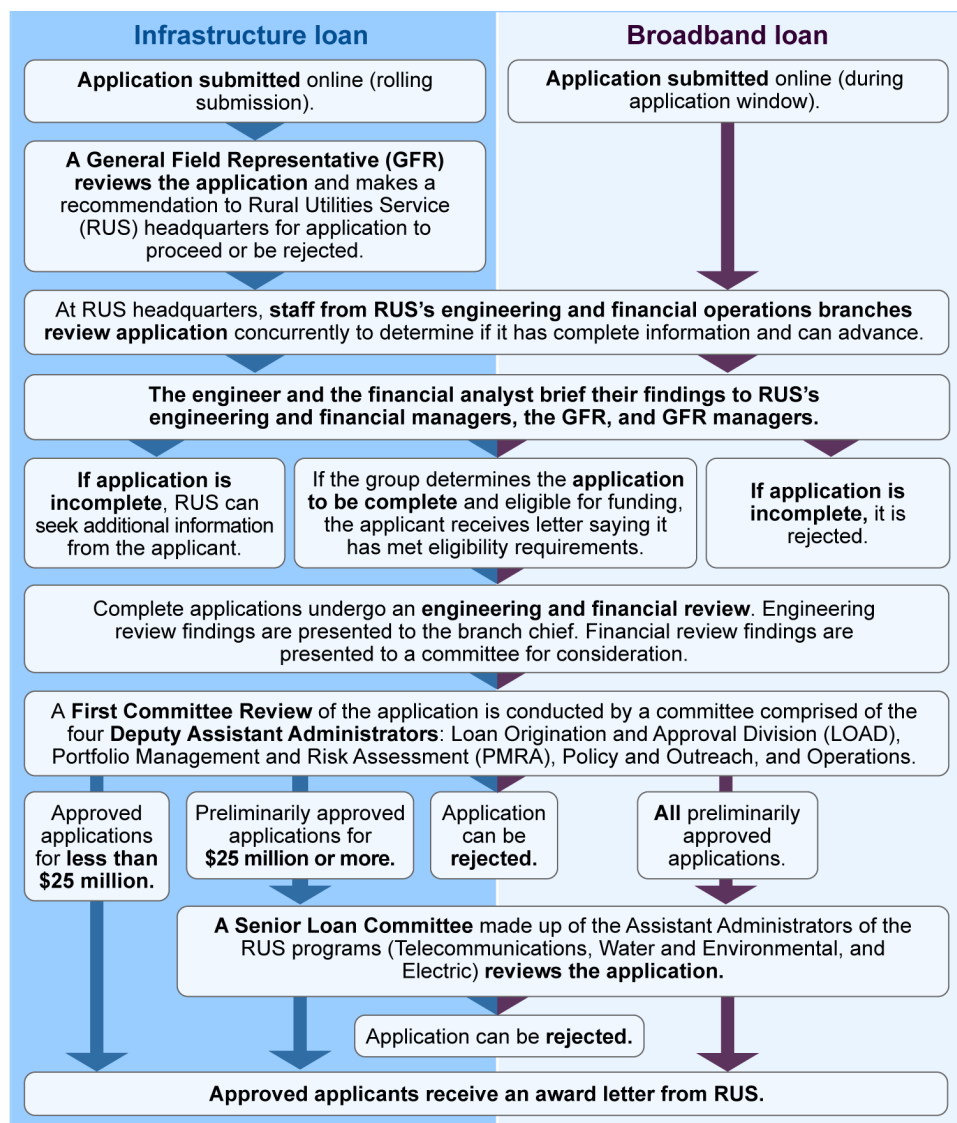 Infrastructure loan
Broadband loan
Application submitted online (rolling
submission).
Application submitted online (during
application window).
A General Field Representative (GFR)
reviews the application and makes a
recommendation to Rural Utilities Service
(RUS) headquarters for application to
proceed or be rejected.
At RUS headquarters, staff from RUS’s engineering and financial operations branches
review application concurrently to determine if it has complete information and can advance.
The engineer and the financial analyst brief their findings to RUS’s
engineering and financial managers, the GFR, and GFR managers.
If application is
incomplete, RUS can
seek additional information
from the applicant.
If the group determines the application
to be complete and eligible for funding,
the applicant receives letter saying it
has met eligibility requirements.
If application is
incomplete, it is
rejected.
Complete applications undergo an engineering and financial review. Engineering
review findings are presented to the branch chief. Financial review findings are
presented to a committee for consideration.
A First Committee Review of the application is conducted by a committee comprised of the
four Deputy Assistant Administrators: Loan Origination and Approval Division (LOAD),
Portfolio Management and Risk Assessment (PMRA), Policy and Outreach, and Operations.
Approved
applications
for less than
$25 million.
Preliminarily approved
applications for
$25 million or more.
Application
can be
rejected.
All preliminarily
approved
applications.
A Senior Loan Committee made up of the Assistant Administrators of the
RUS programs (Telecommunications, Water and Environmental, and
Electric) reviews the application.
Application can be rejected.
Approved applicants receive an award letter from RUS.